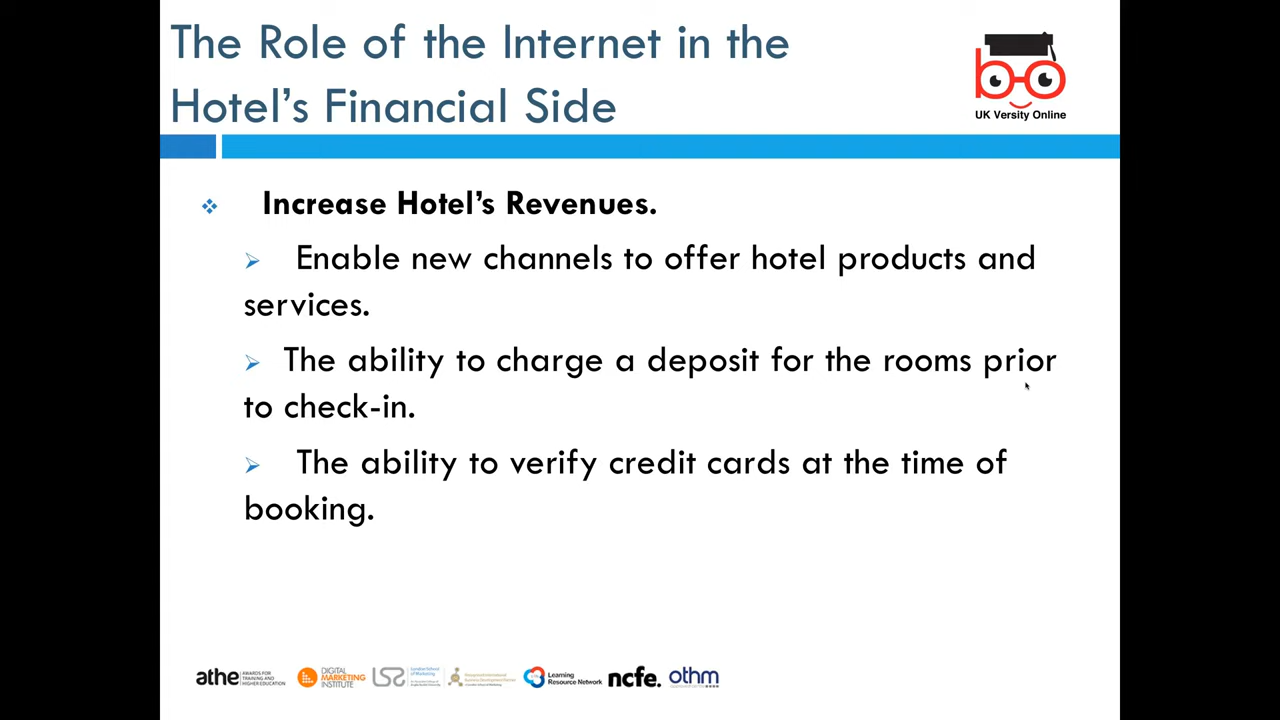 The Role of the Internet in the
Hotel's Financial Side
UK Versity Online
Increase Hotel's Revenues.
Enable new channels to offer hotel products and
services.
The ability to charge a deposit for the rooms prior
to check-in.
The ability to verify credit cards at the time of
booking.
athe AWARDS FOR TRAINING AND HIGHER EDUCATION
DIGITAL MARKETING INSTITUTE
Learning Resource Network
ncfe.
othm